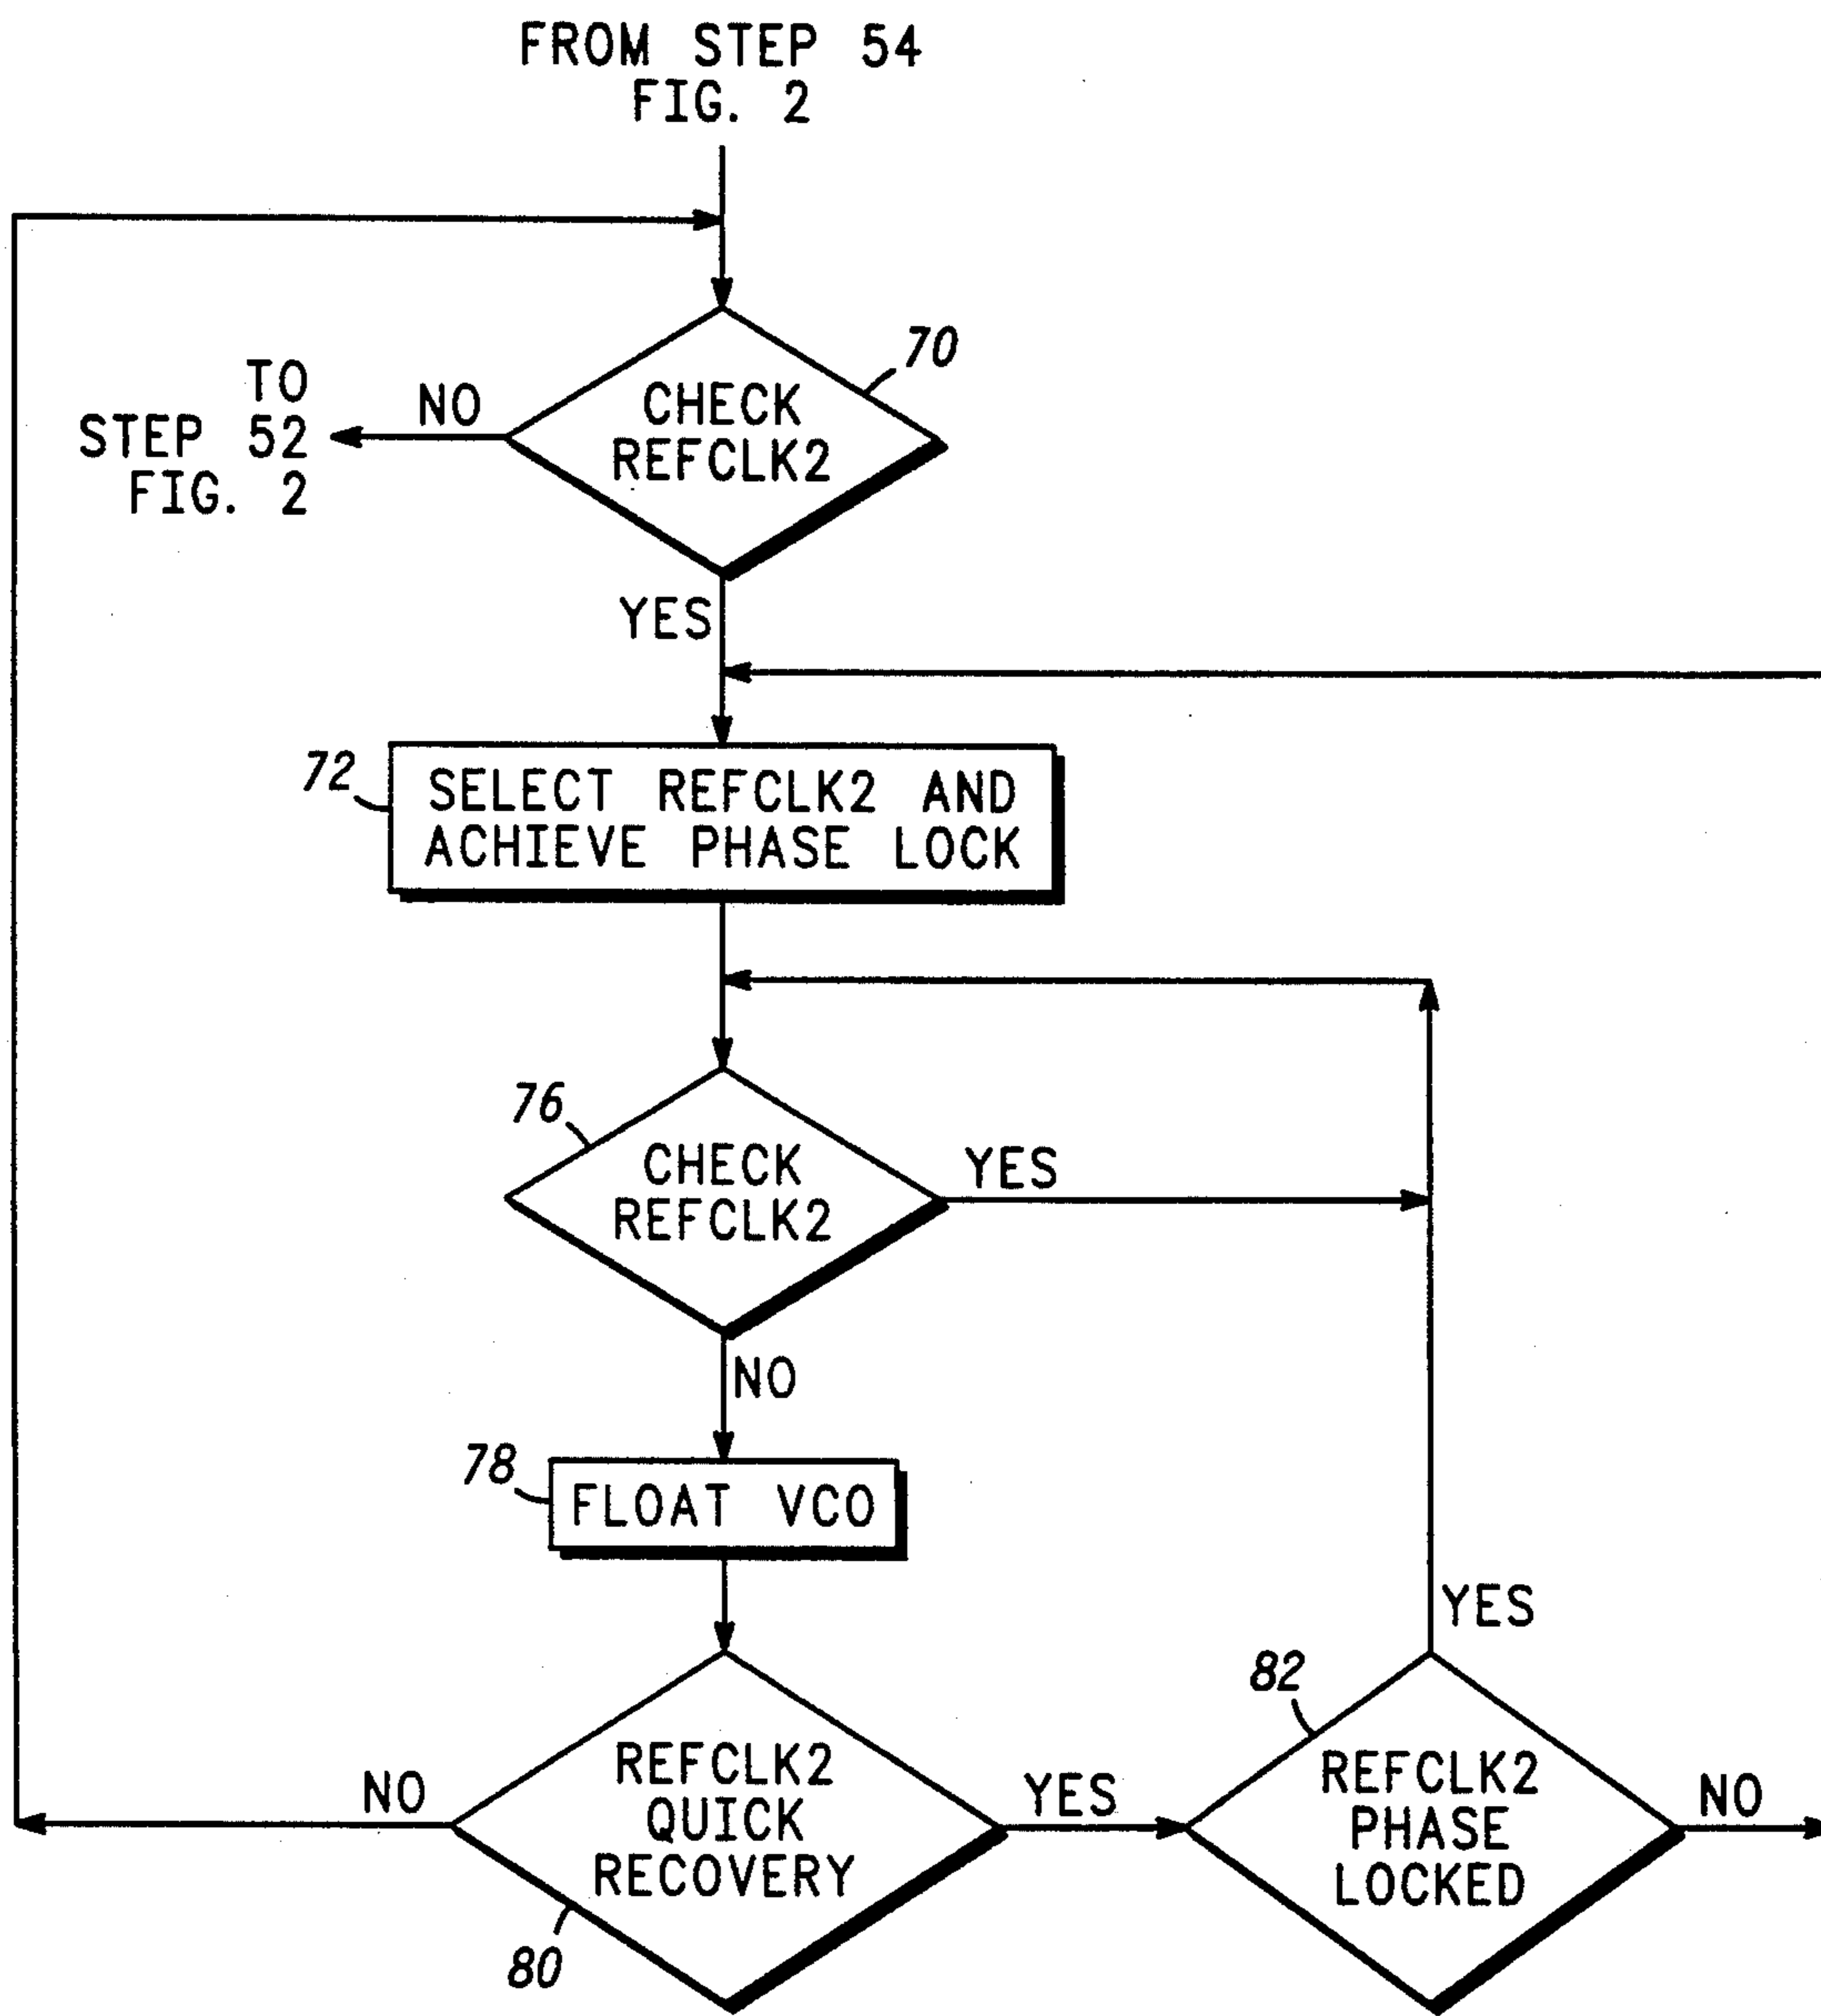 FROM STEP 54
FIG. 2
70
CHECK
REFCLK2
NO
TO
STEP 52
FIG. 2
YES
72
SELECT REFCLK2 AND
ACHIEVE PHASE LOCK
76
CHECK
REFCLK2
YES
NO
78
FLOAT VCO
80
REFCLK2
QUICK
RECOVERY
NO
YES
82
REFCLK2
PHASE
LOCKED
YES
NO